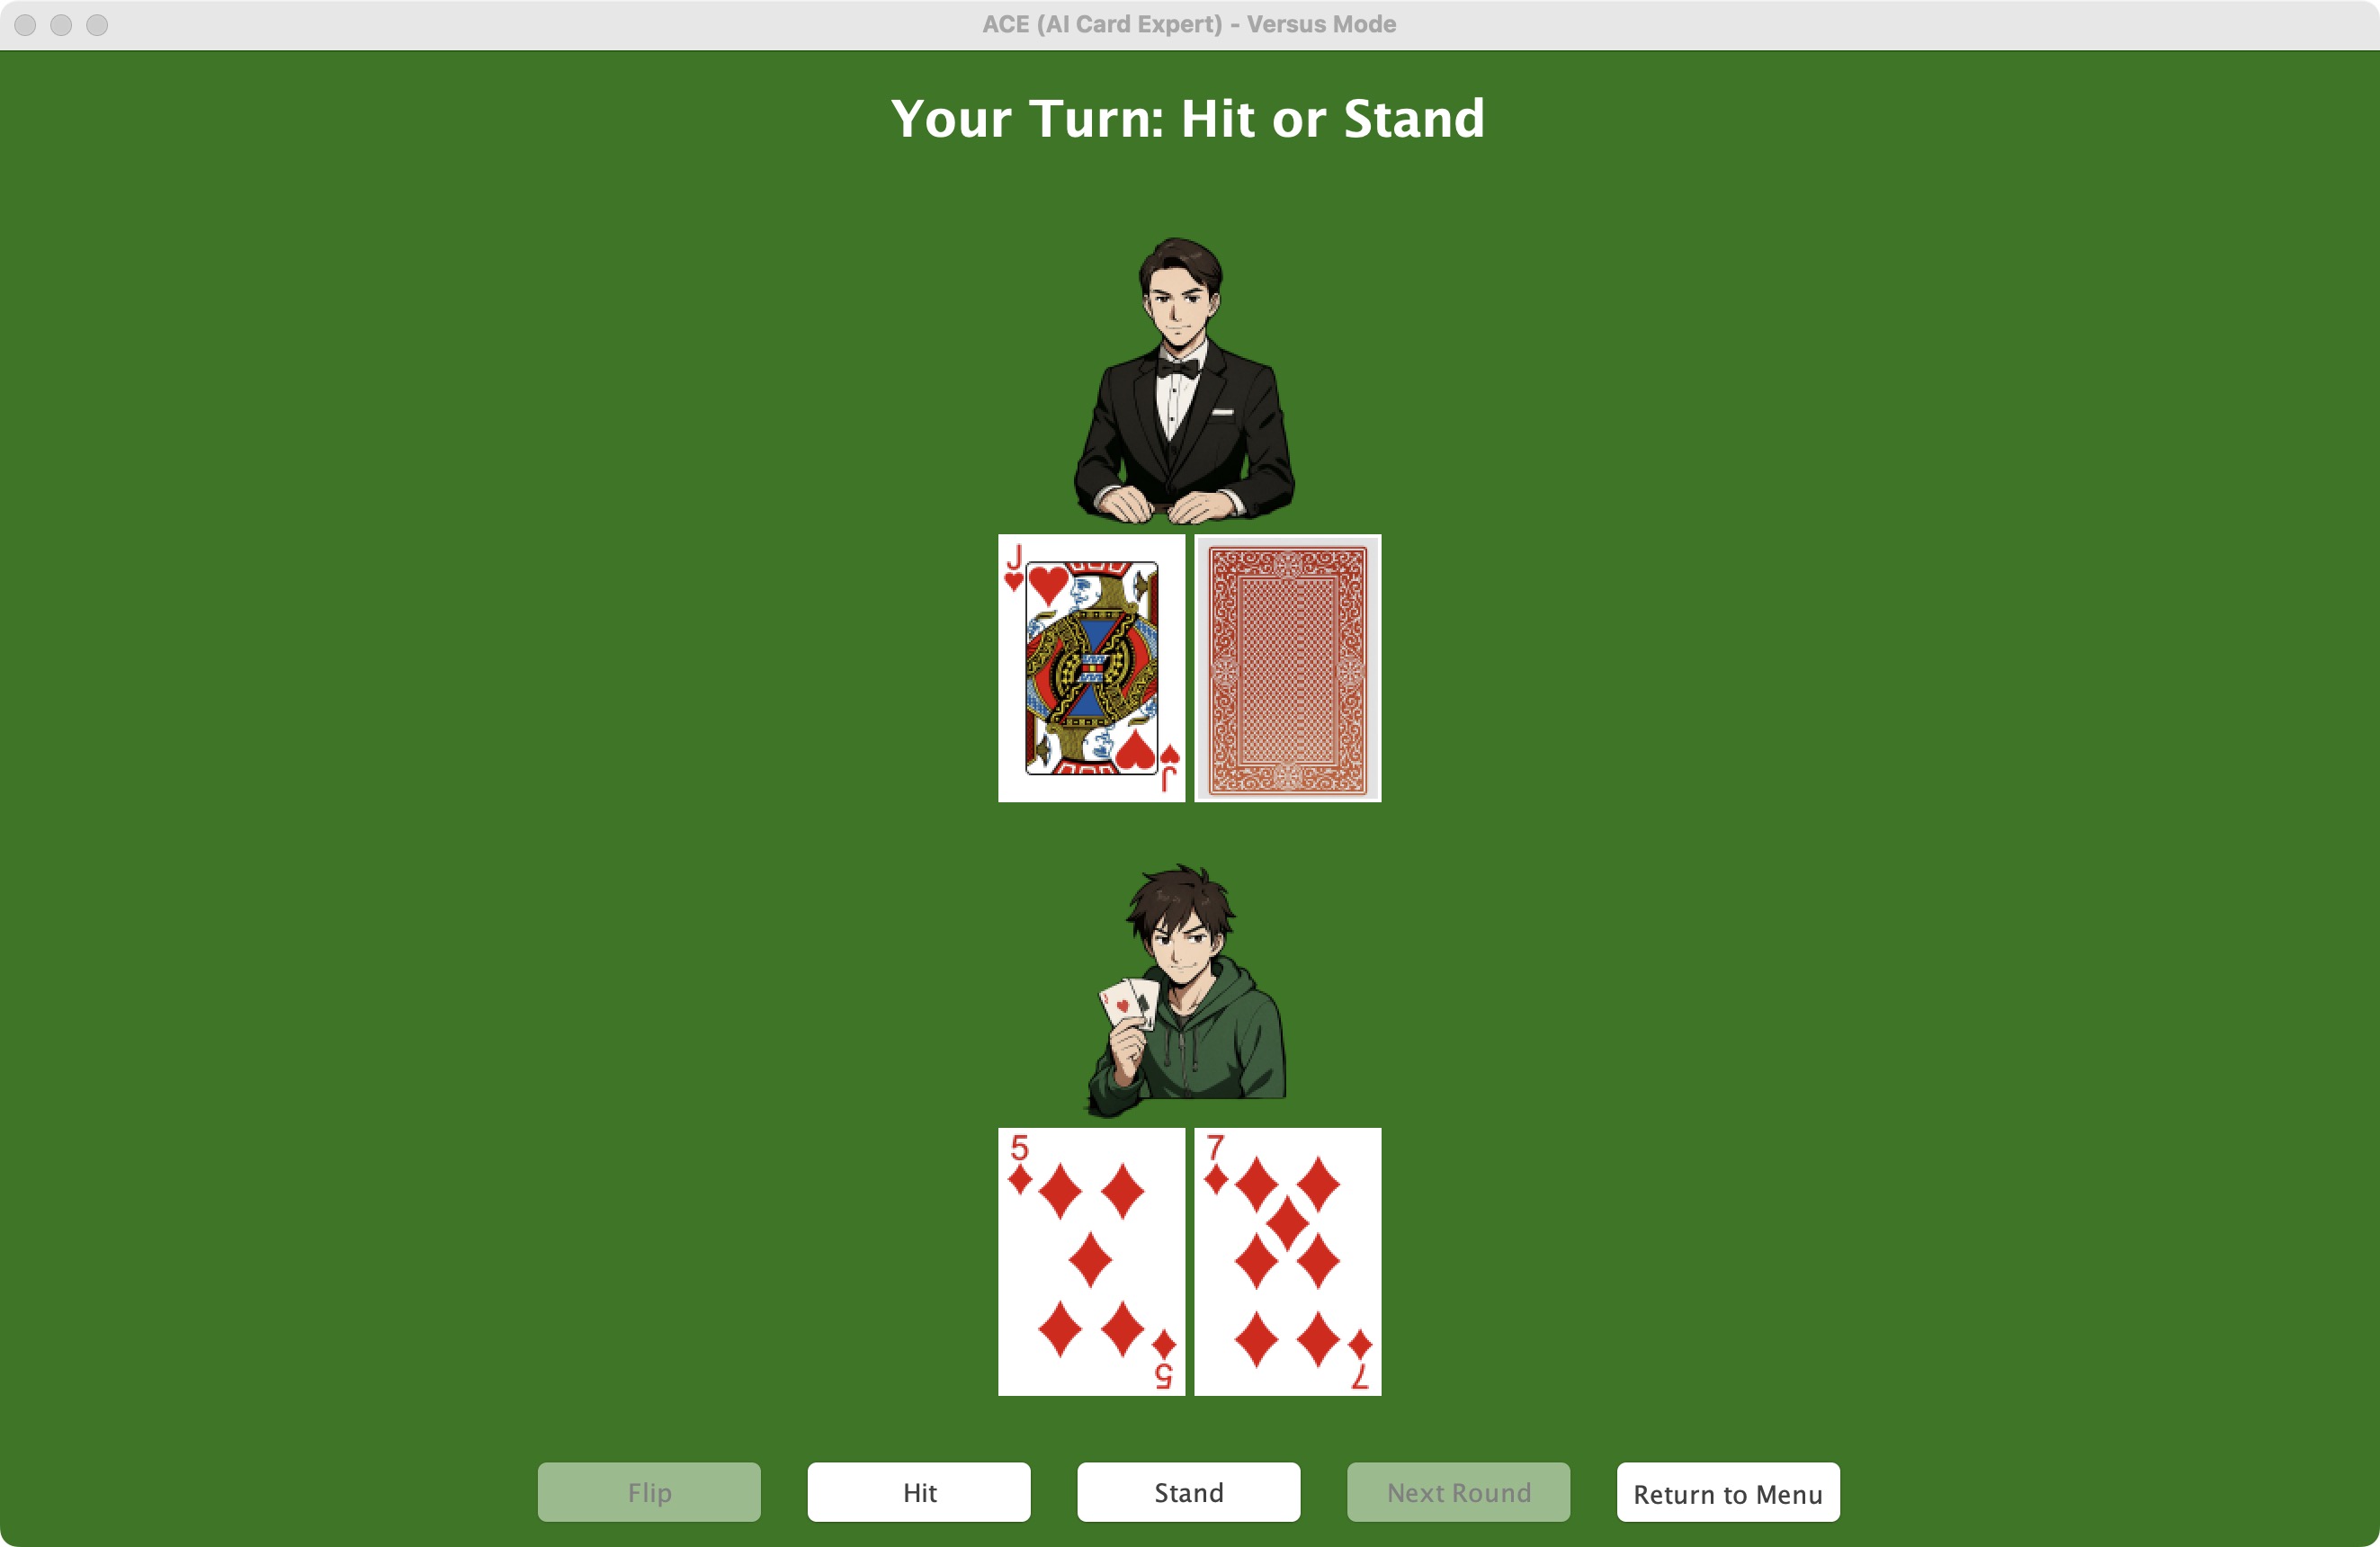 ACE (AI Card Expert) - Versus Mode
Your Turn: Hit or Stand
J
J
5
7
5
7
Flip
Hit
Stand
Next Round
Return to Menu